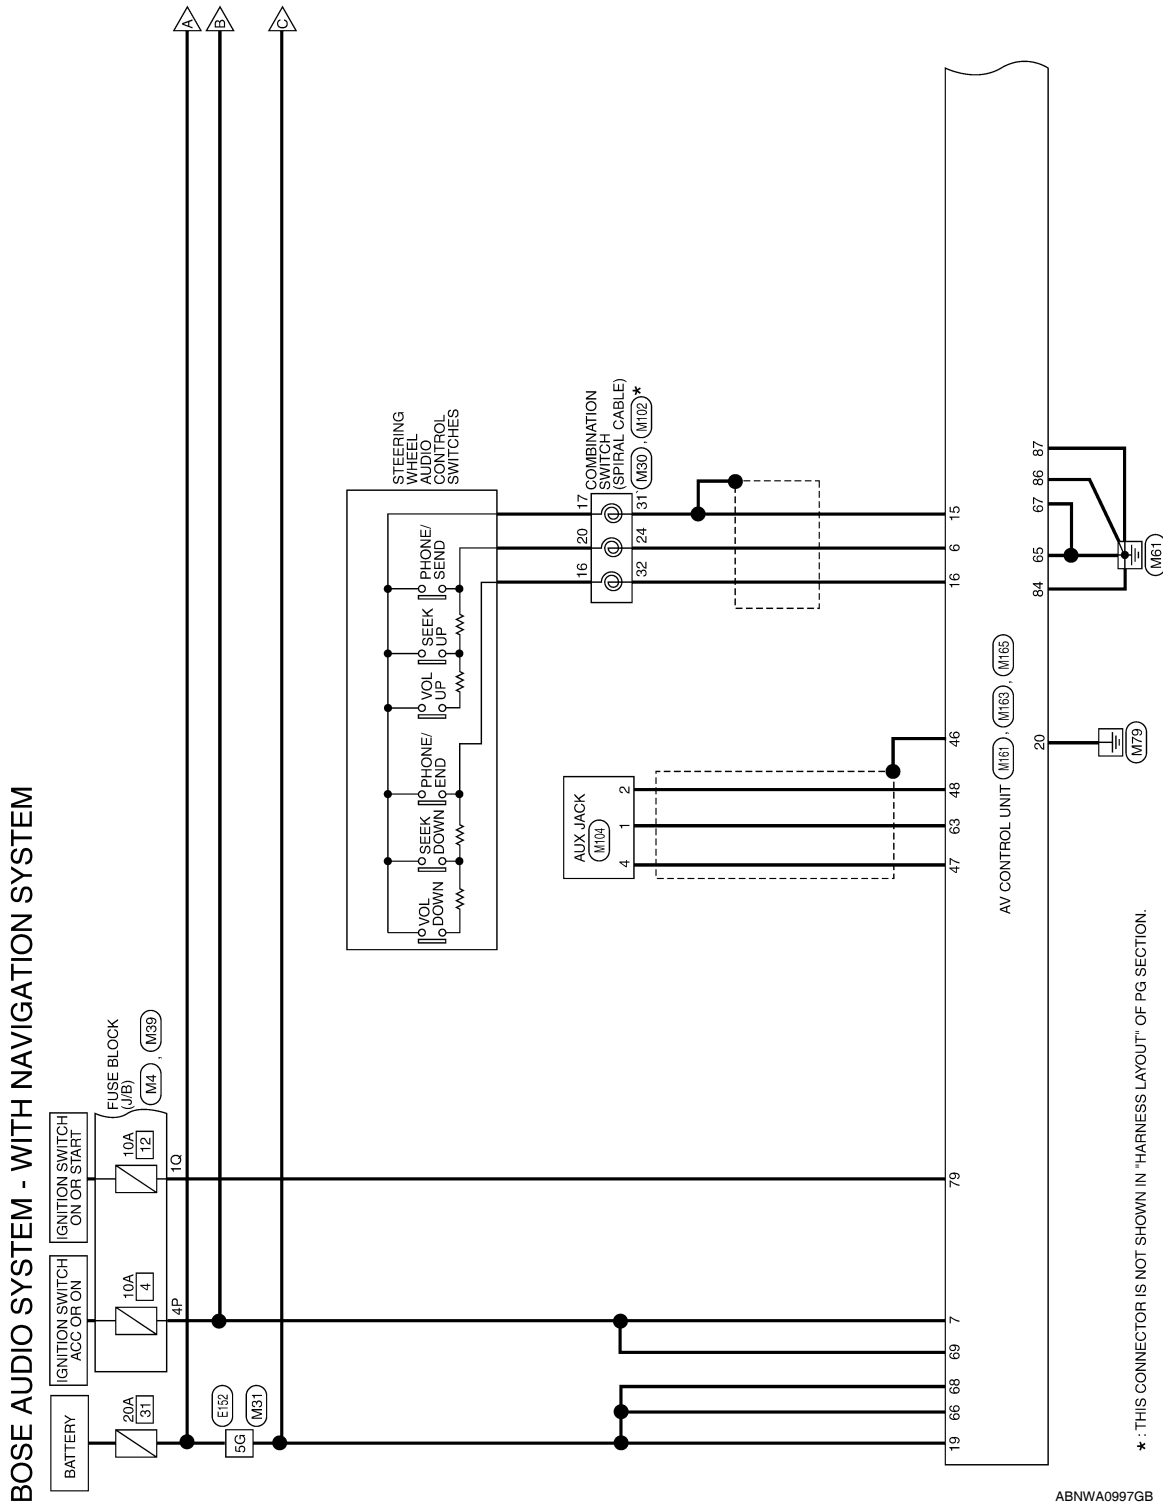 BOSE AUDIO SYSTEM - WITH NAVIGATION SYSTEM
BATTERY
IGNITION SWITCH
ACC OR ON
IGNITION SWITCH
ON OR START
20A
31
10A
4
10A
12
FUSE BLOCK
(J/B)
M4 , M39
4P
1Q
A
B
C
E152
M31
5G
STEERING
WHEEL
AUDIO
CONTROL
SWITCHES
VOL
DOWN
SEEK
DOWN
PHONE/
END
VOL
UP
SEEK
UP
PHONE/
SEND
16
20
17
COMBINATION
SWITCH
(SPIRAL CABLE)
M30 , M102 *
32
24
31
AUX JACK
M104
4
1
2
19
66
68
69
7
79
47
63
48
46
16
6
15
AV CONTROL UNIT M161 , M163 , M165
20
84
65
67
86
87
M79
M61
* : THIS CONNECTOR IS NOT SHOWN IN "HARNESS LAYOUT" OF PG SECTION.
ABNWA0997GB